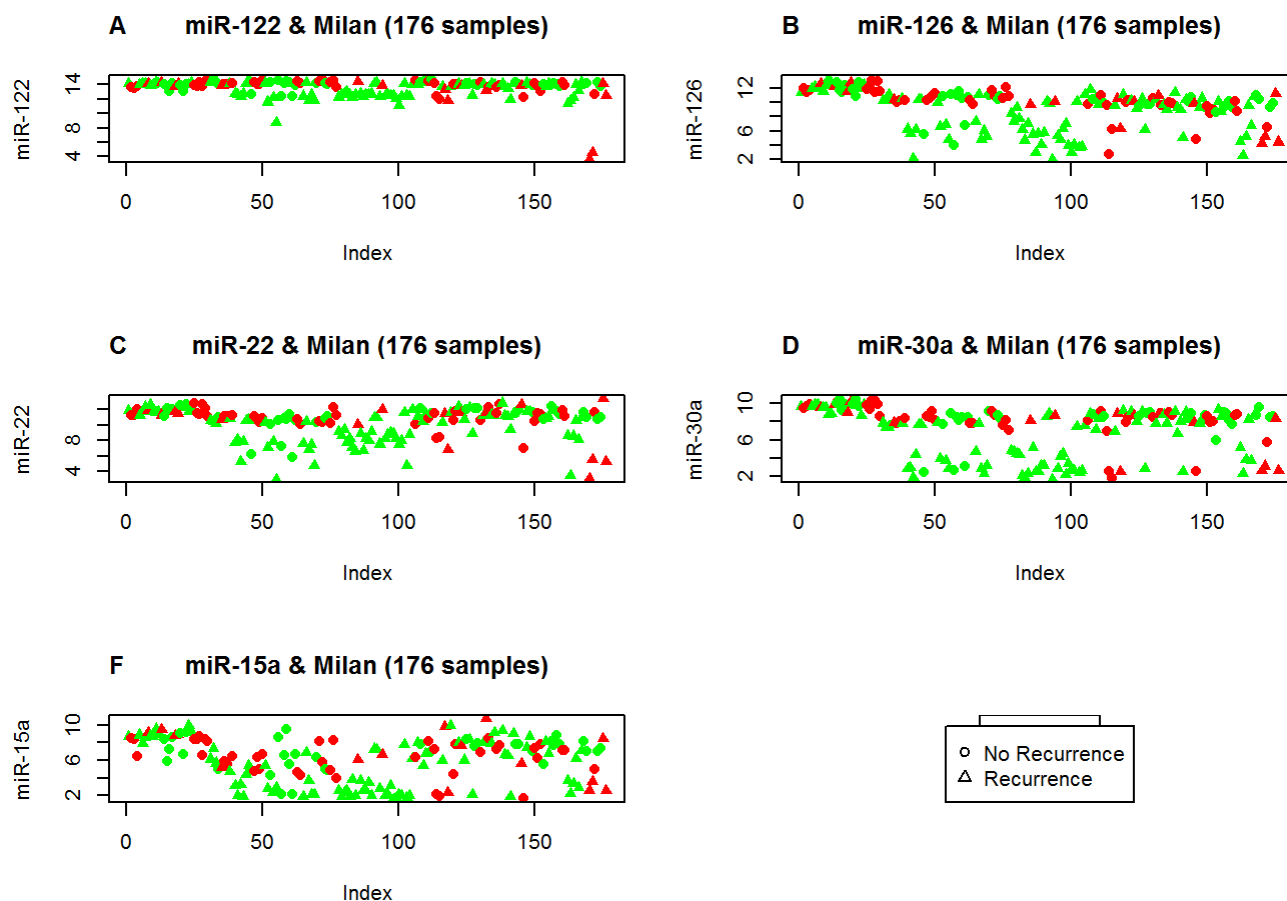 A miR-122 & Milan (176 samples)
miR-122
14
8
4
0 50 100 150
Index
B miR-126 & Milan (176 samples)
miR-126
12
6
2
0 50 100 150
Index
C miR-22 & Milan (176 samples)
miR-22
8
4
0 50 100 150
Index
D miR-30a & Milan (176 samples)
miR-30a
10
6
2
0 50 100 150
Index
F miR-15a & Milan (176 samples)
miR-15a
10
6
2
0 50 100 150
Index
No Recurrence
Recurrence